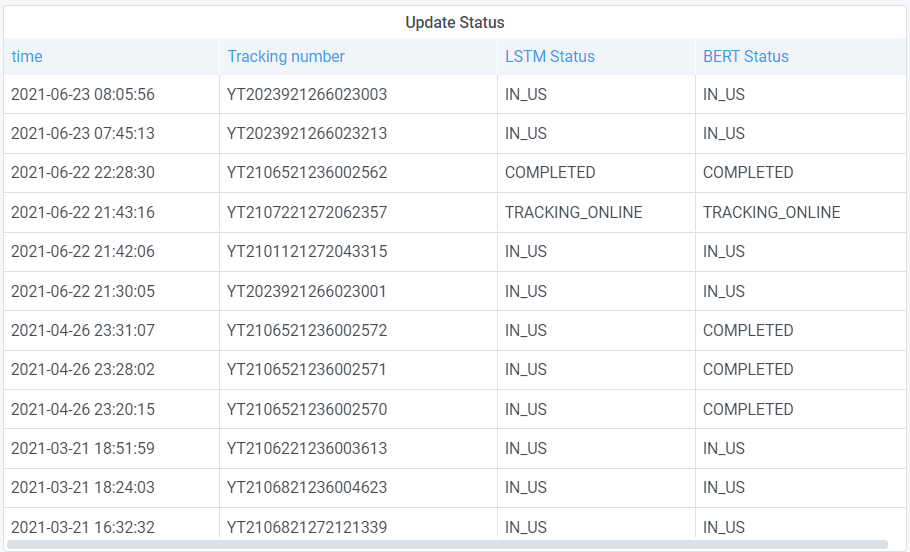 Update Status
time Tracking number LSTM Status BERT Status
2021-06-23 08:05:56 YT2023921266023003 IN_US IN_US
2021-06-23 07:45:13 YT2023921266023213 IN_US IN_US
2021-06-22 22:28:30 YT2106521236002562 COMPLETED COMPLETED
2021-06-22 21:43:16 YT2107221272062357 TRACKING_ONLINE TRACKING_ONLINE
2021-06-22 21:42:06 YT2101121272043315 IN_US IN_US
2021-06-22 21:30:05 YT2023921266023001 IN_US IN_US
2021-04-26 23:31:07 YT2106521236002572 IN_US COMPLETED
2021-04-26 23:28:02 YT2106521236002571 IN_US COMPLETED
2021-04-26 23:20:15 YT2106521236002570 IN_US COMPLETED
2021-03-21 18:51:59 YT2106221236003613 IN_US IN_US
2021-03-21 18:24:03 YT2106821236004623 IN_US IN_US
2021-03-21 16:32:32 YT2106821272121339 IN_US IN_US